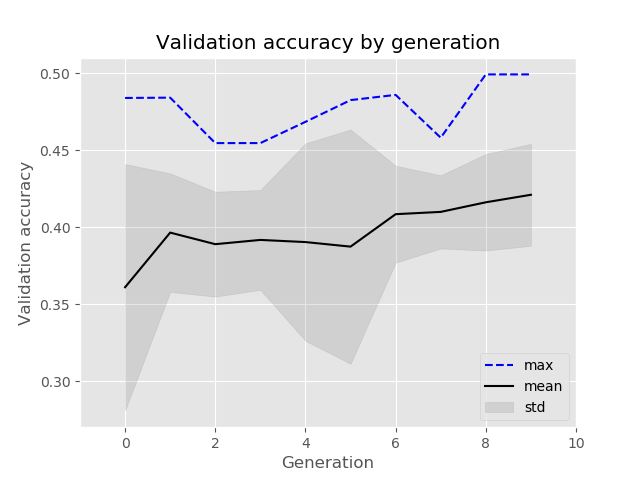 Validation accuracy by generation
0.50
0.45
0.40
0.35
0.30
Validation accuracy
0
2
4
6
8
10
Generation
max
mean
std